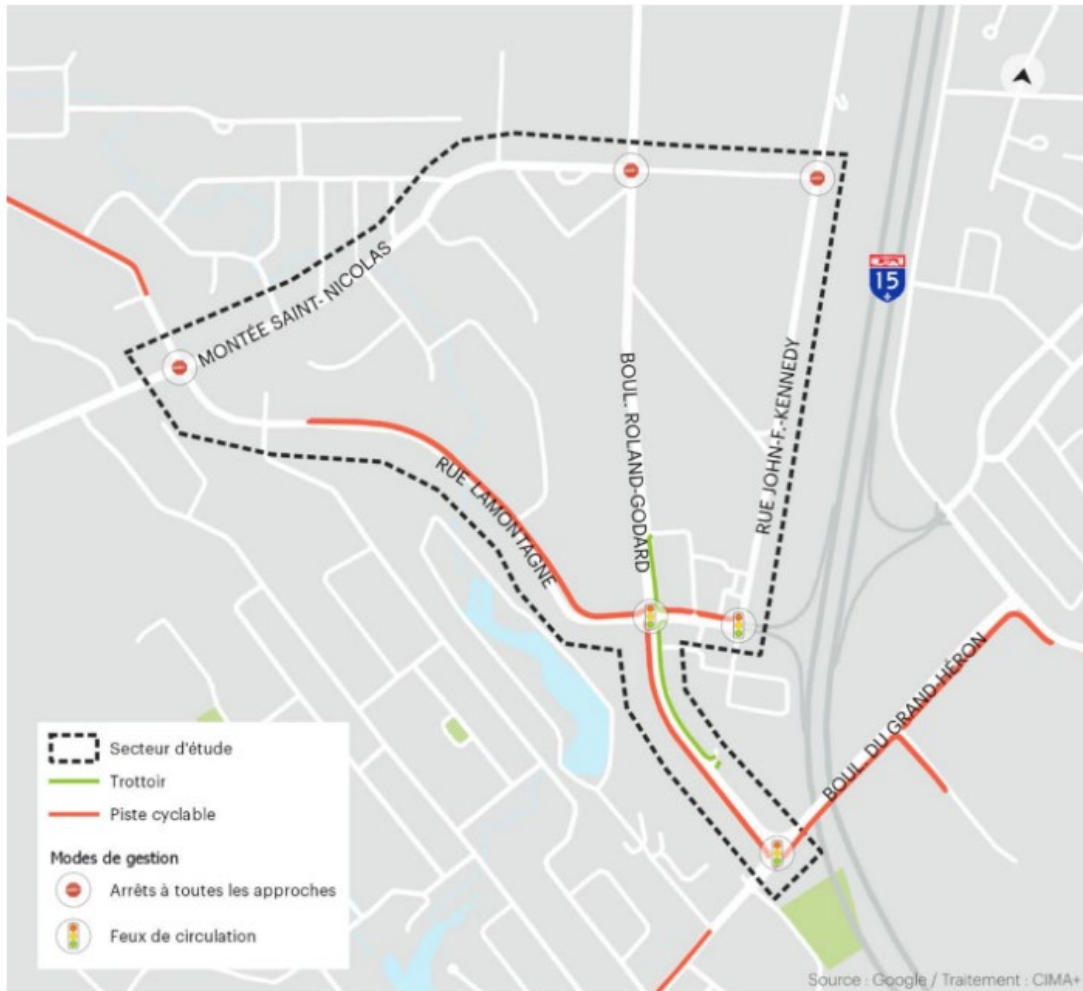 MONTÉE SAINT-NICOLAS
15
BOUL. ROLAND-GODARD
RUE JOHN-F.-KENNEDY
RUE LAMONTAGNE
BOUL. DU GRAND HÉRON
Secteur d'étude
Trottoir
Piste cyclable
Modes de gestion
Arrêts à toutes les approches
Feux de circulation
Source : Google / Traitement : CIMA+